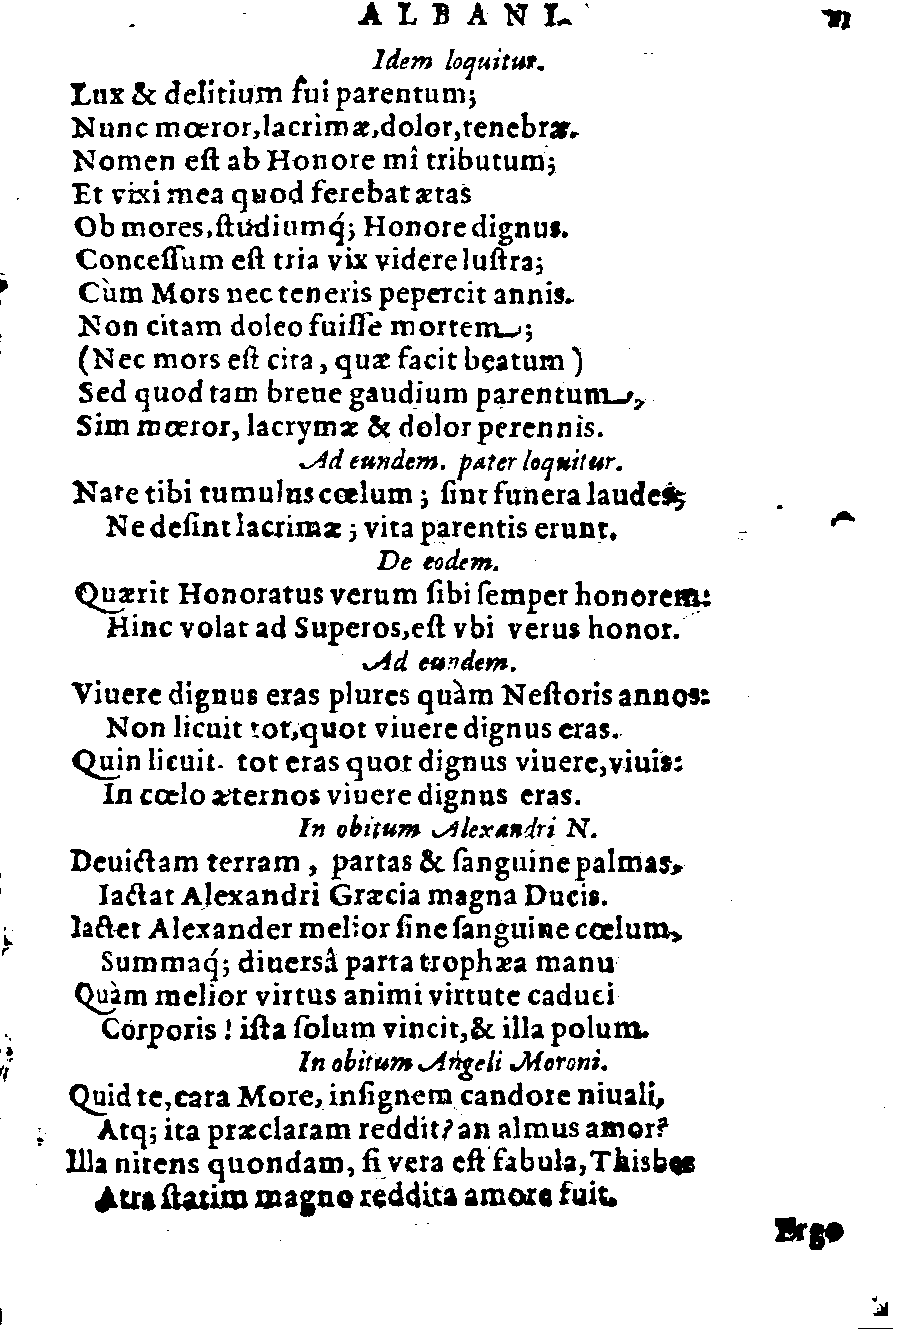 ALBANI.
Idem loquitur.
Lux & delitium fui parentum;
Nunc mœror,lacrimæ,dolor,tenebræ.
Nomen eſt ab Honore mî tributum;
Et vixi mea quod ferebat ætas
Ob mores,ſtudiumq́; Honore dignus.
Conceſſum eſt tria vix videre luſtra;
Cùm Mors nec teneris pepercit annis.
Non citam doleo fuiſſe mortem;
(Nec mors eſt cita, quæ facit beatum)
Sed quod tam breue gaudium parentum,
Sim mœror, lacrymæ & dolor perennis.
Ad eundem. pater loquitur.
Nate tibi tumulus cœlum; ſint funera laudes;
Ne deſint lacrimæ; vita parentis erunt.
De eodem.
Quærit Honoratus verum ſibi ſemper honorem:
Hinc volat ad Superos,eſt vbi verus honor.
Ad eundem.
Viuere dignus eras plures quàm Neſtoris annos:
Non licuit tot,quot viuere dignus eras.
Quin licuit. tot eras quot dignus viuere,viuis:
In cœlo æternos viuere dignus eras.
In obitum Alexandri N.
Deuictam terram, partas & ſanguine palmas,
Iactat Alexandri Græcia magna Ducis.
Iactet Alexander melior ſine ſanguine cœlum,
Summaq́; diuersâ parta trophæa manu
Quàm melior virtus animi virtute caduci
Corporis! iſta ſolum vincit,& illa polum.
In obitum Angeli Moroni.
Quid te,cara More, inſignem candore niuali,
Atq; ita præclaram reddit? an almus amor?
Illa nitens quondam, ſi vera eſt fabula, Thisbes
Atra ſtatim magno reddita amore fuit.
Ergo